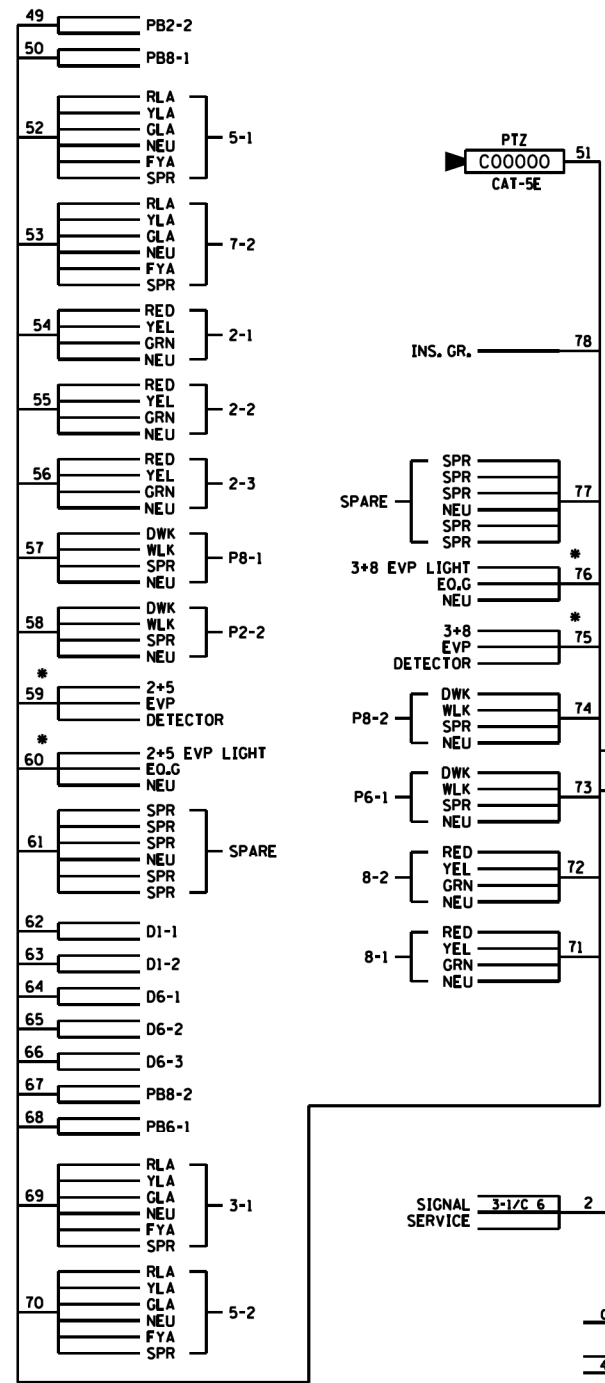 49 PB2-2
50 PB8-1
RLA
YLA
52 GLA 5-1
NEU
FYA
SPR
RLA
YLA
53 GLA 7-2
NEU
FYA
SPR
RED
54 YEL 2-1
GRN
NEU
RED
55 YEL 2-2
GRN
NEU
RED
56 YEL 2-3
GRN
NEU
DWK
57 WLK P8-1
SPR
NEU
DWK
58 WLK P2-2
SPR
NEU
*
59 2+5
EVP
DETECTOR
*
60 2+5 EVP LIGHT
EQ.G
NEU
SPR
SPR
61 SPR SPARE
NEU
SPR
SPR
62 D1-1
63 D1-2
64 D6-1
65 D6-2
66 D6-3
67 PB8-2
68 PB6-1
RLA
YLA
69 GLA 3-1
NEU
FYA
SPR
RLA
YLA
70 GLA 5-2
NEU
FYA
SPR
PTZ
C00000 51
CAT-5E
INS. GR. 78
SPR
SPR
SPARE SPR 77
NEU
SPR
SPR
*
3+8 EVP LIGHT 76
EQ.G
NEU
*
3+8 75
EVP
DETECTOR
DWK
P8-2 WLK 74
SPR
NEU
DWK
P6-1 WLK 73
SPR
NEU
RED
8-2 YEL 72
GRN
NEU
RED
8-1 YEL 71
GRN
NEU
SIGNAL 3-1/C 6 2
SERVICE
4